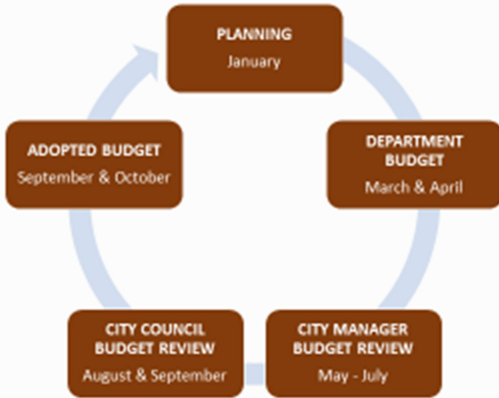 PLANNING
January
DEPARTMENT
BUDGET
March & April
CITY MANAGER
BUDGET REVIEW
May - July
CITY COUNCIL
BUDGET REVIEW
August & September
ADOPTED BUDGET
September & October